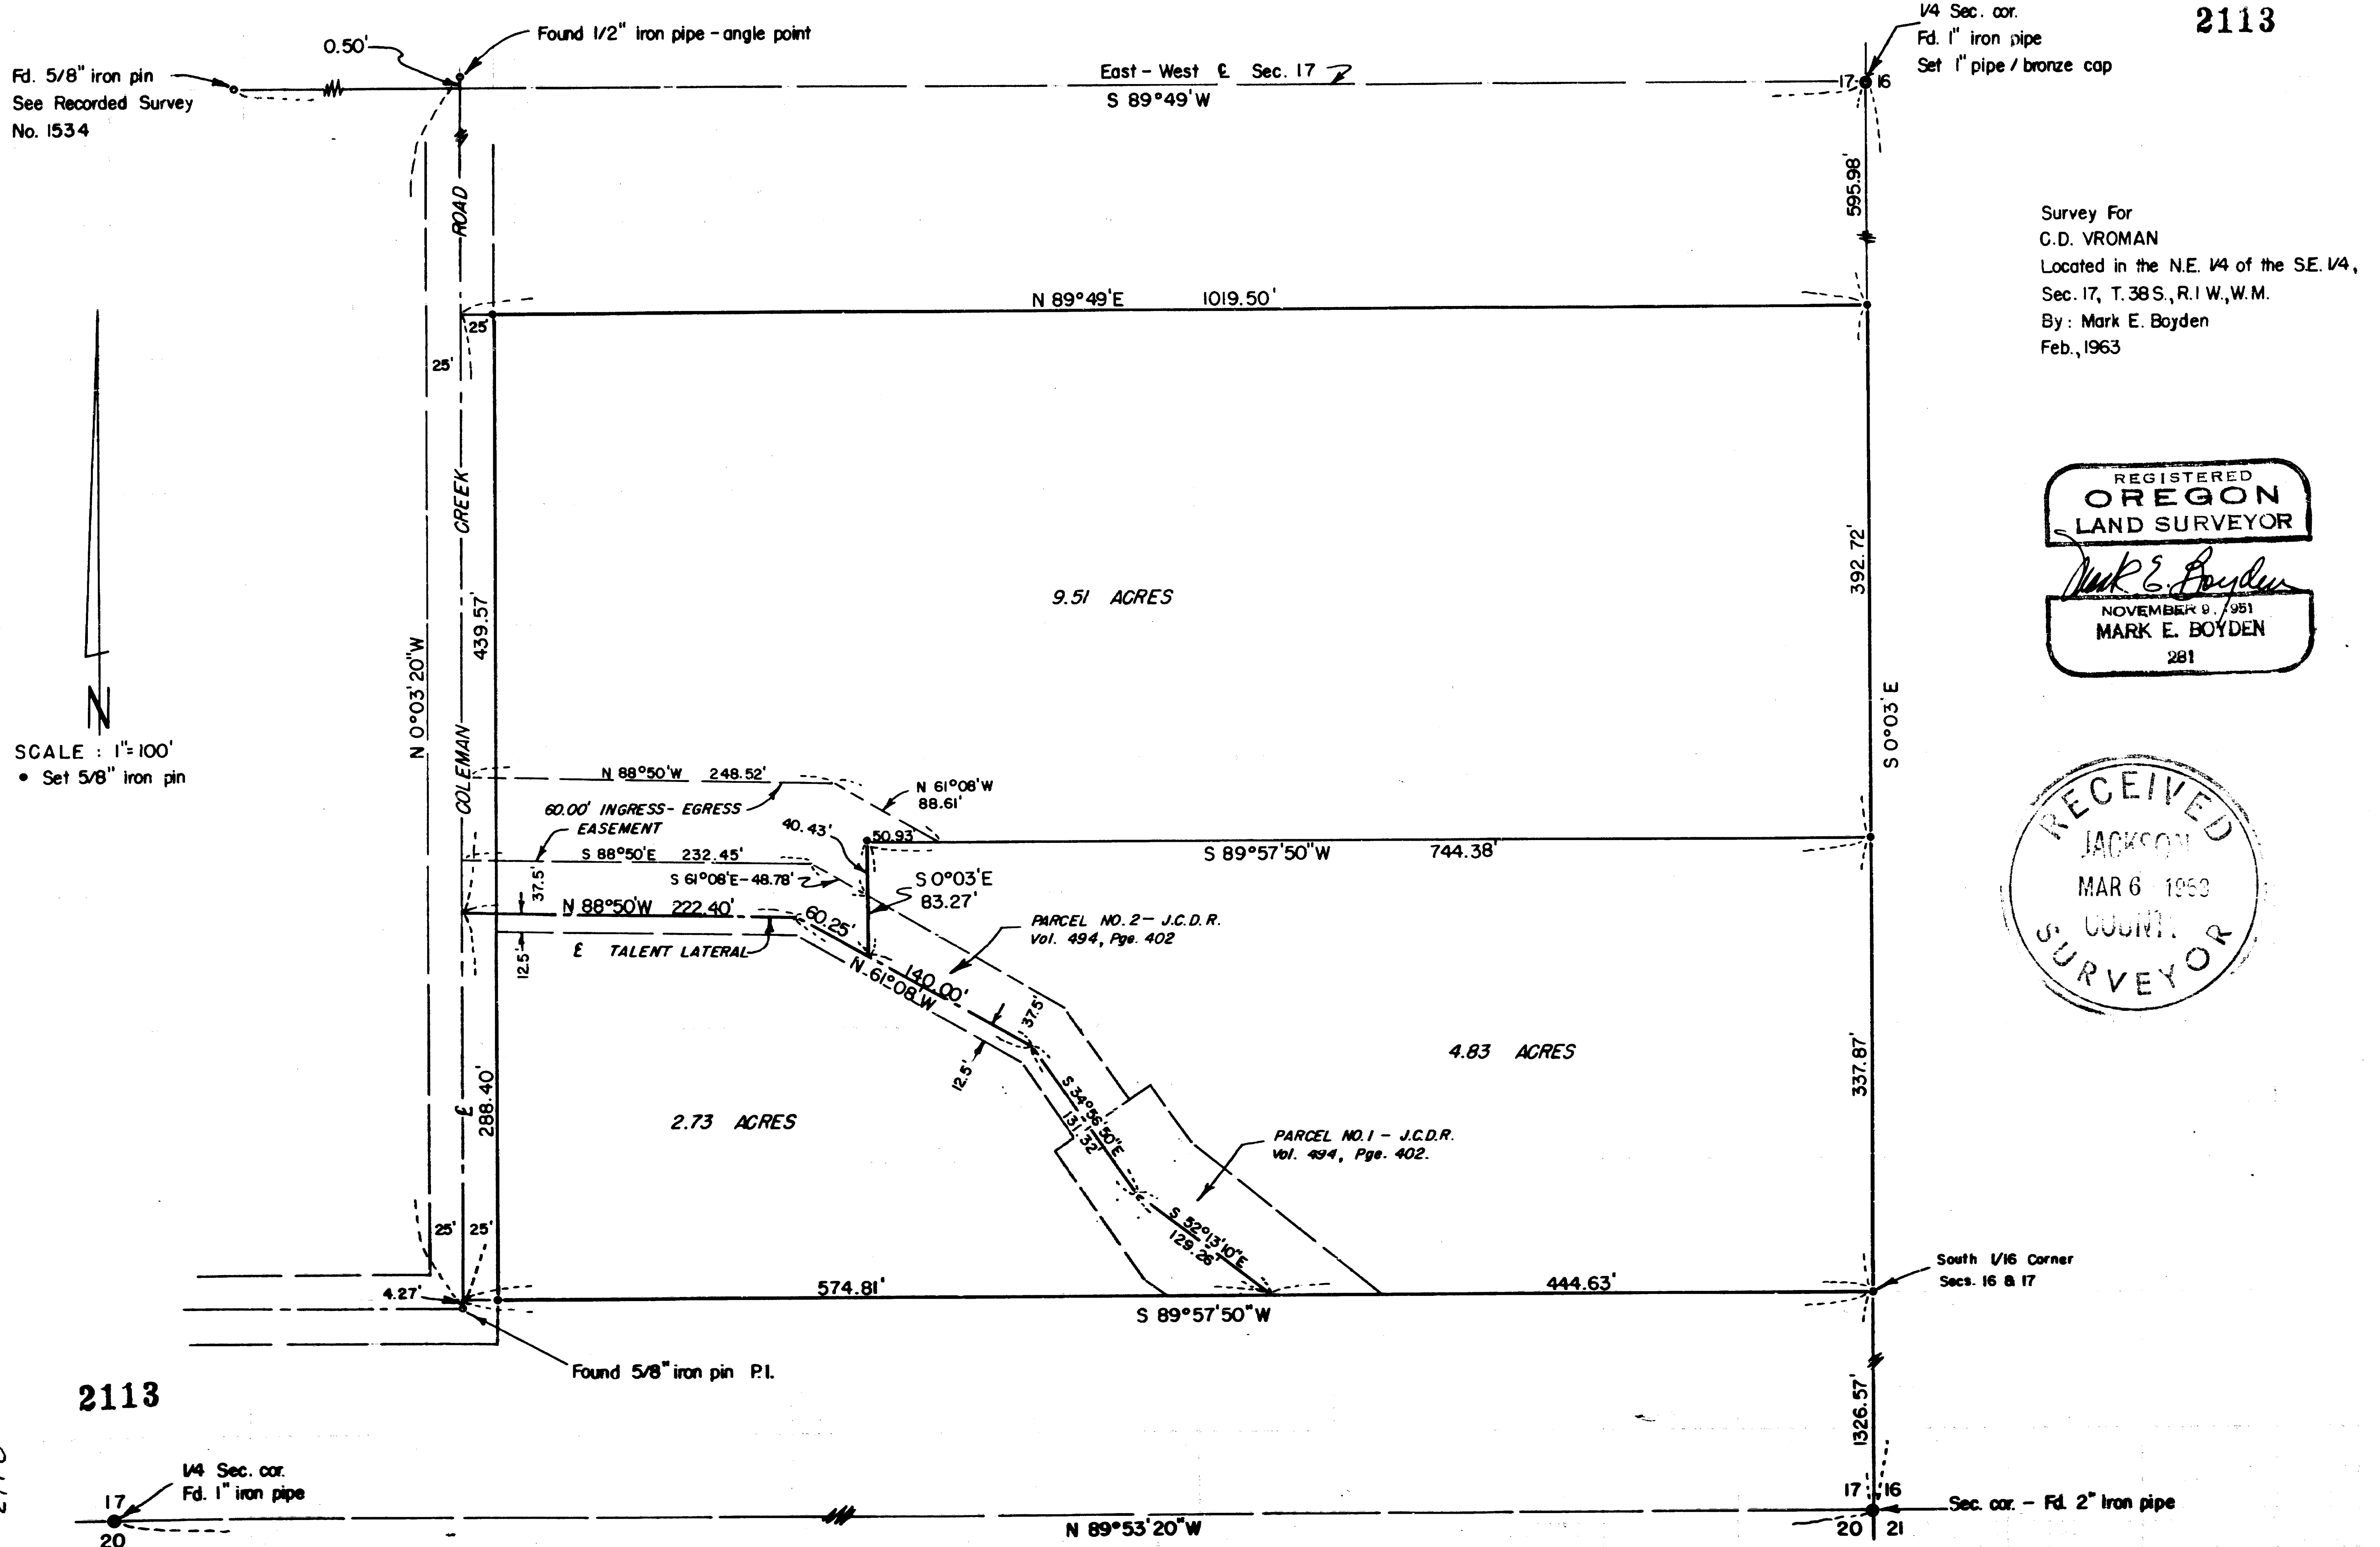 2113
1/4 Sec. cor.
Fd. 1" iron pipe
Set 1" pipe / bronze cap
Found 1/2" iron pipe - angle point
0.50'
Fd. 5/8" iron pin
See Recorded Survey
No. 1534
East - West ℄ Sec. 17
S 89°49'W
17 16
595.98'
Survey For
C.D. VROMAN
Located in the N.E. 1/4 of the S.E. 1/4,
Sec. 17, T. 38 S., R. 1 W., W.M.
By: Mark E. Boyden
Feb., 1963
ROAD
CREEK
COLEMAN
℄
N 89°49'E 1019.50'
25'
25'
439.57'
N 0°03'20"W
9.51 ACRES
392.72'
S 0°03'E
REGISTERED
OREGON
LAND SURVEYOR
Mark E. Boyden
NOVEMBER 9, 1951
MARK E. BOYDEN
281
N
SCALE : 1"=100'
• Set 5/8" iron pin
N 88°50'W 248.52'
N 61°08'W
88.61'
60.00' INGRESS - EGRESS
EASEMENT
40.43'
50.93'
S 89°57'50"W 744.38'
S 88°50'E 232.45'
S 61°08'E - 48.78'
S 0°03'E
83.27'
37.5'
N 88°50'W 222.40'
60.25'
℄ TALENT LATERAL
12.5'
PARCEL NO. 2 - J.C.D.R.
Vol. 494, Pge. 402
140.00'
N 61°08'W
37.5'
12.5'
RECEIVED
JACKSON
MAR 6 1963
COUNTY
SURVEYOR
4.83 ACRES
337.87'
288.40'
2.73 ACRES
S 34°56'50"E
131.32'
PARCEL NO. 1 - J.C.D.R.
Vol. 494, Pge. 402.
S 52°13'10"E
129.26'
25' 25'
4.27'
574.81'
444.63'
S 89°57'50"W
South 1/16 Corner
Secs. 16 & 17
Found 5/8" iron pin P.I.
2113
1326.57'
1/4 Sec. cor.
Fd. 1" iron pipe
17
20
N 89°53'20"W
17 16
20 21
Sec. cor. - Fd. 2" Iron pipe